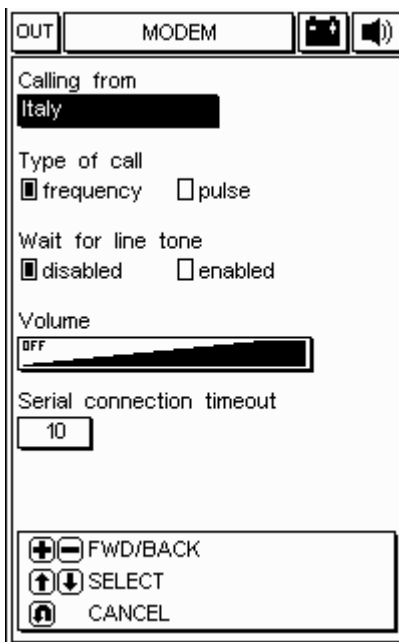 OUT MODEM
Calling from
Italy
Type of call
frequency pulse
Wait for line tone
disabled enabled
Volume
OFF
Serial connection timeout
10
FWD/BACK
SELECT
CANCEL